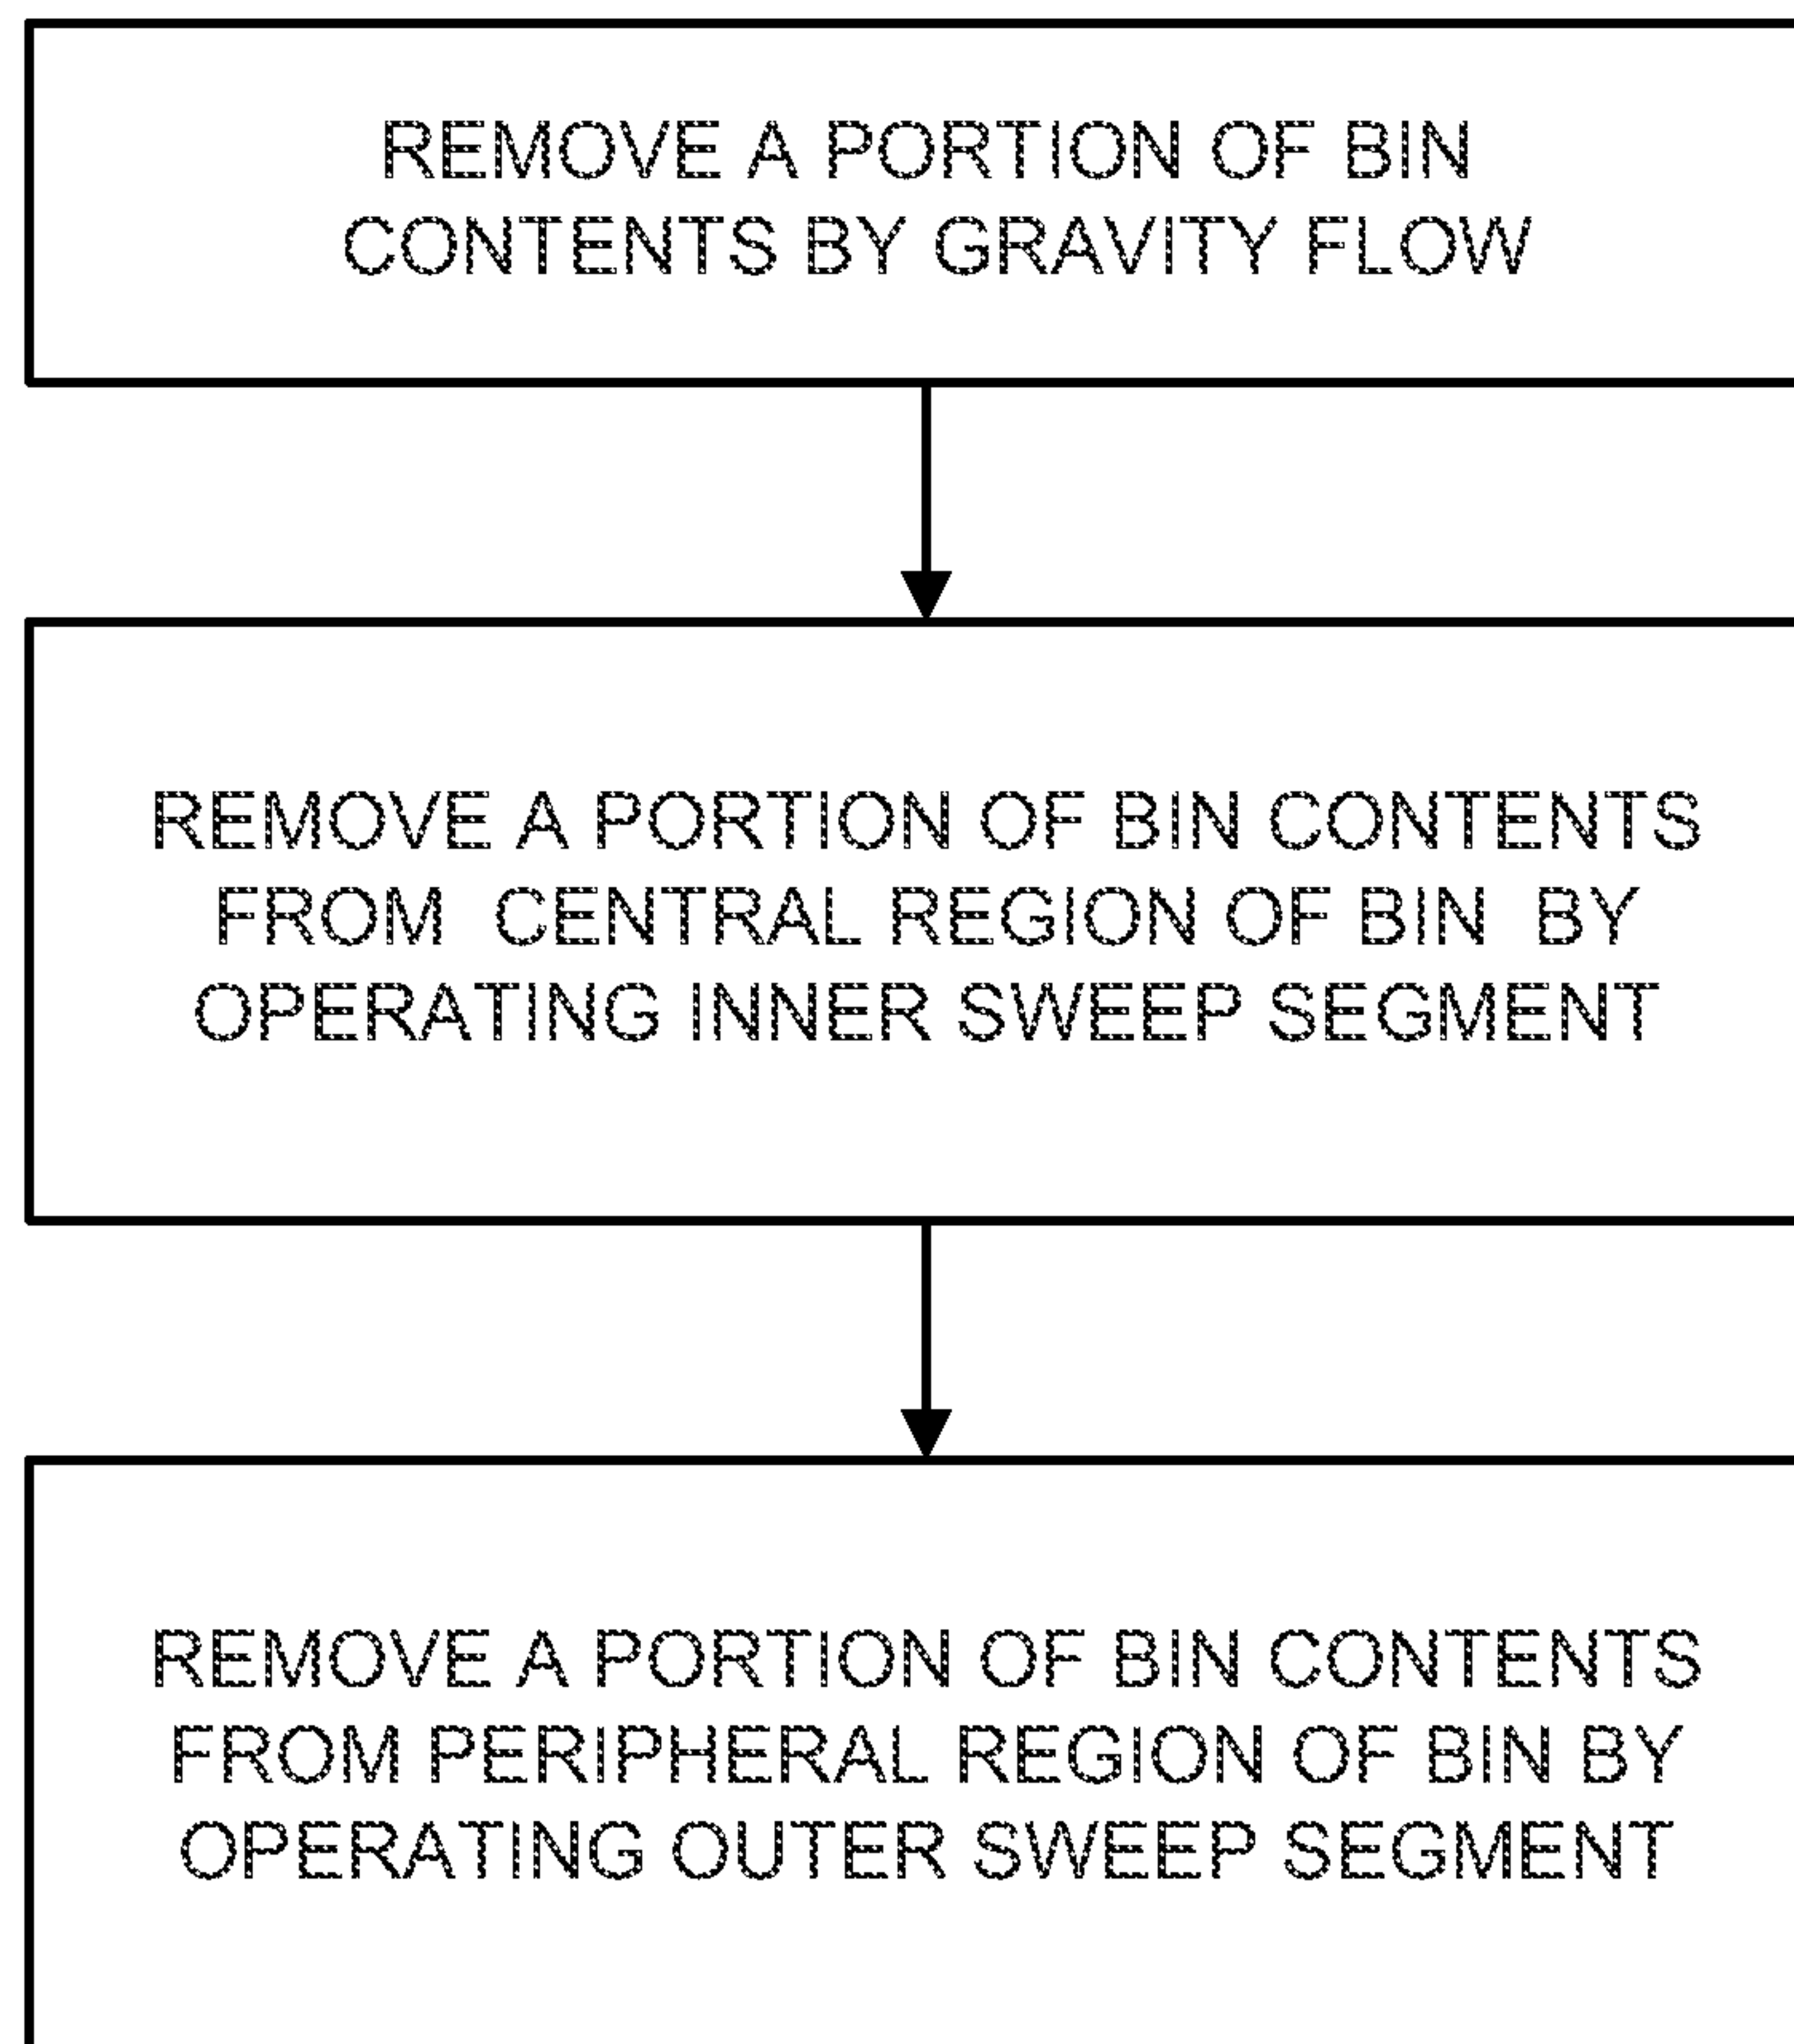 REMOVE A PORTION OF BIN
CONTENTS BY GRAVITY FLOW
REMOVE A PORTION OF BIN CONTENTS
FROM CENTRAL REGION OF BIN BY
OPERATING INNER SWEEP SEGMENT
REMOVE A PORTION OF BIN CONTENTS
FROM PERIPHERAL REGION OF BIN BY
OPERATING OUTER SWEEP SEGMENT